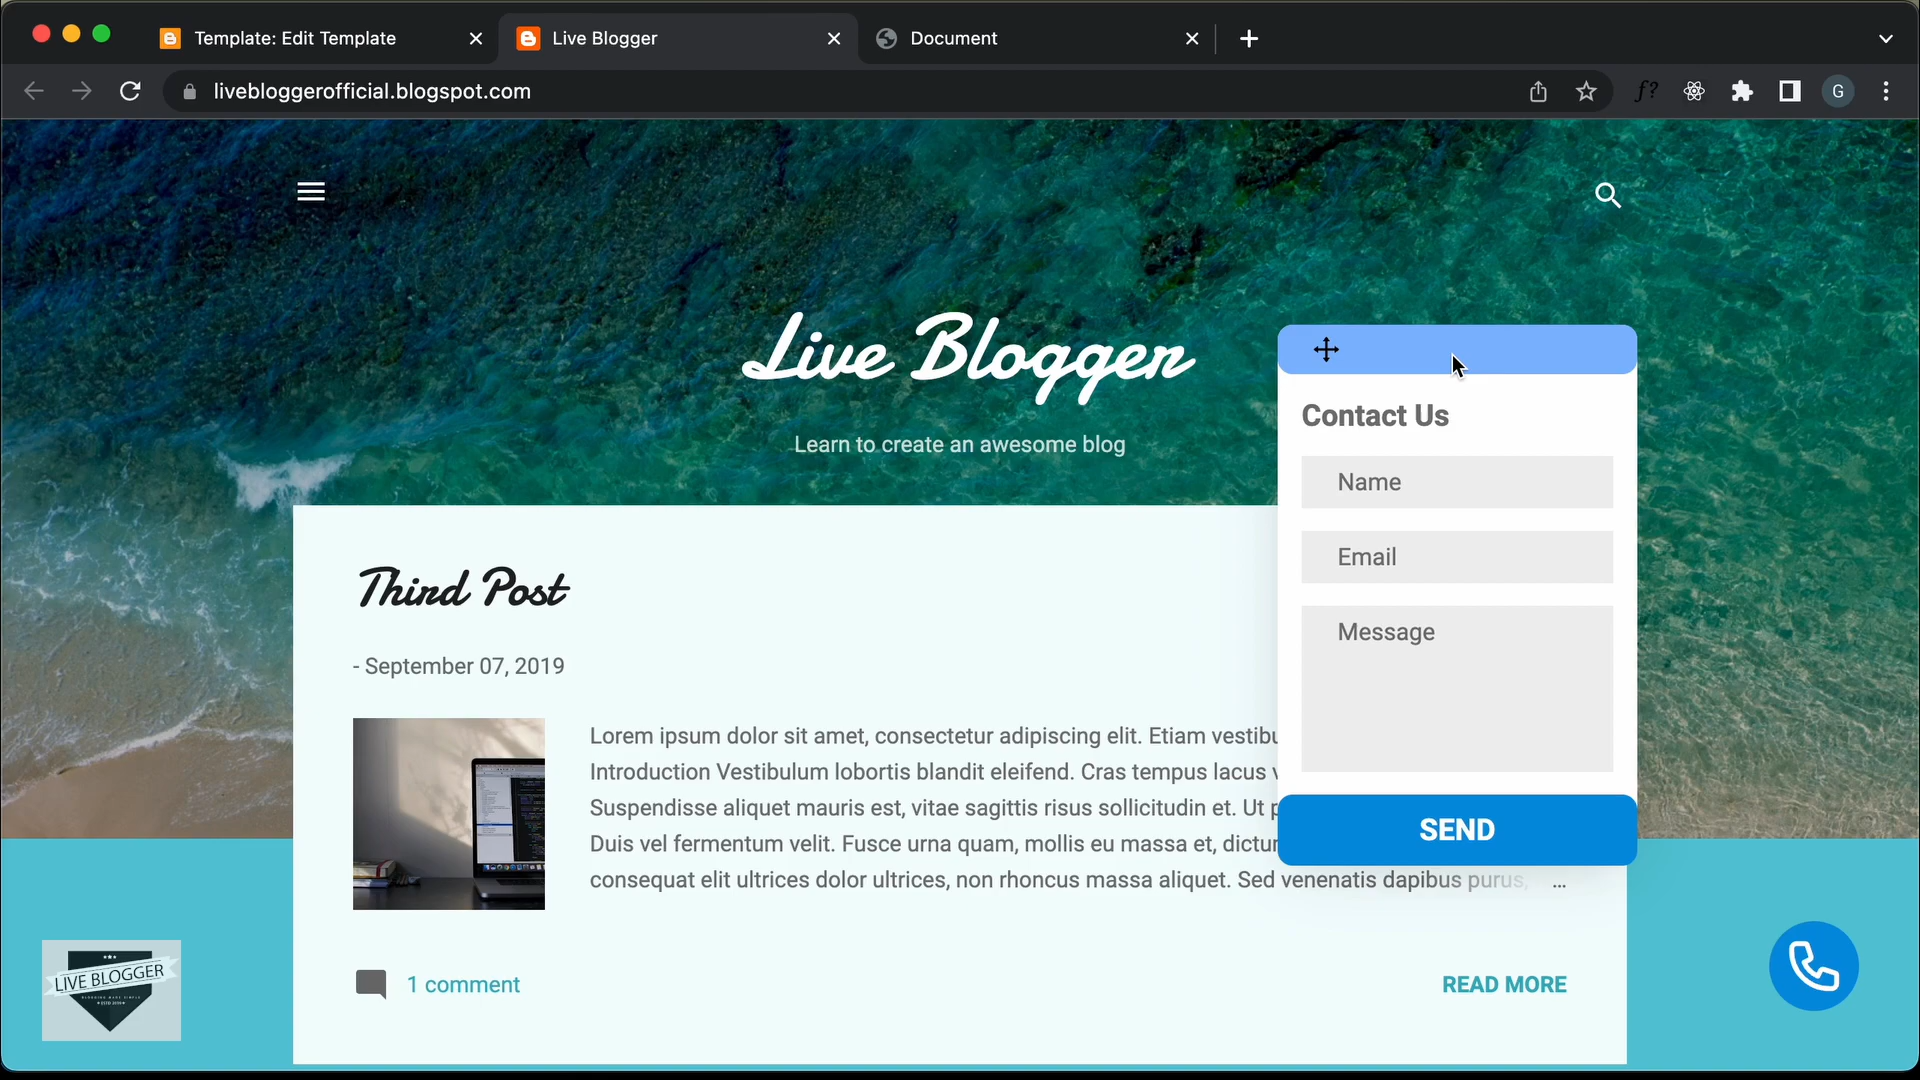 Template: Edit Template
Live Blogger
Document
livebloggerofficial.blogspot.com
f?
G
Live Blogger
Learn to create an awesome blog
Contact Us
Name
Email
Message
SEND
Third Post
- September 07, 2019
Lorem ipsum dolor sit amet, consectetur adipiscing elit. Etiam vestibu
Introduction Vestibulum lobortis blandit eleifend. Cras tempus lacus v
Suspendisse aliquet mauris est, vitae sagittis risus sollicitudin et. Ut p
Duis vel fermentum velit. Fusce urna quam, mollis eu massa et, dictur
consequat elit ultrices dolor ultrices, non rhoncus massa aliquet. Sed venenatis dapibus purus, ...
1 comment
READ MORE
LIVE BLOGGER